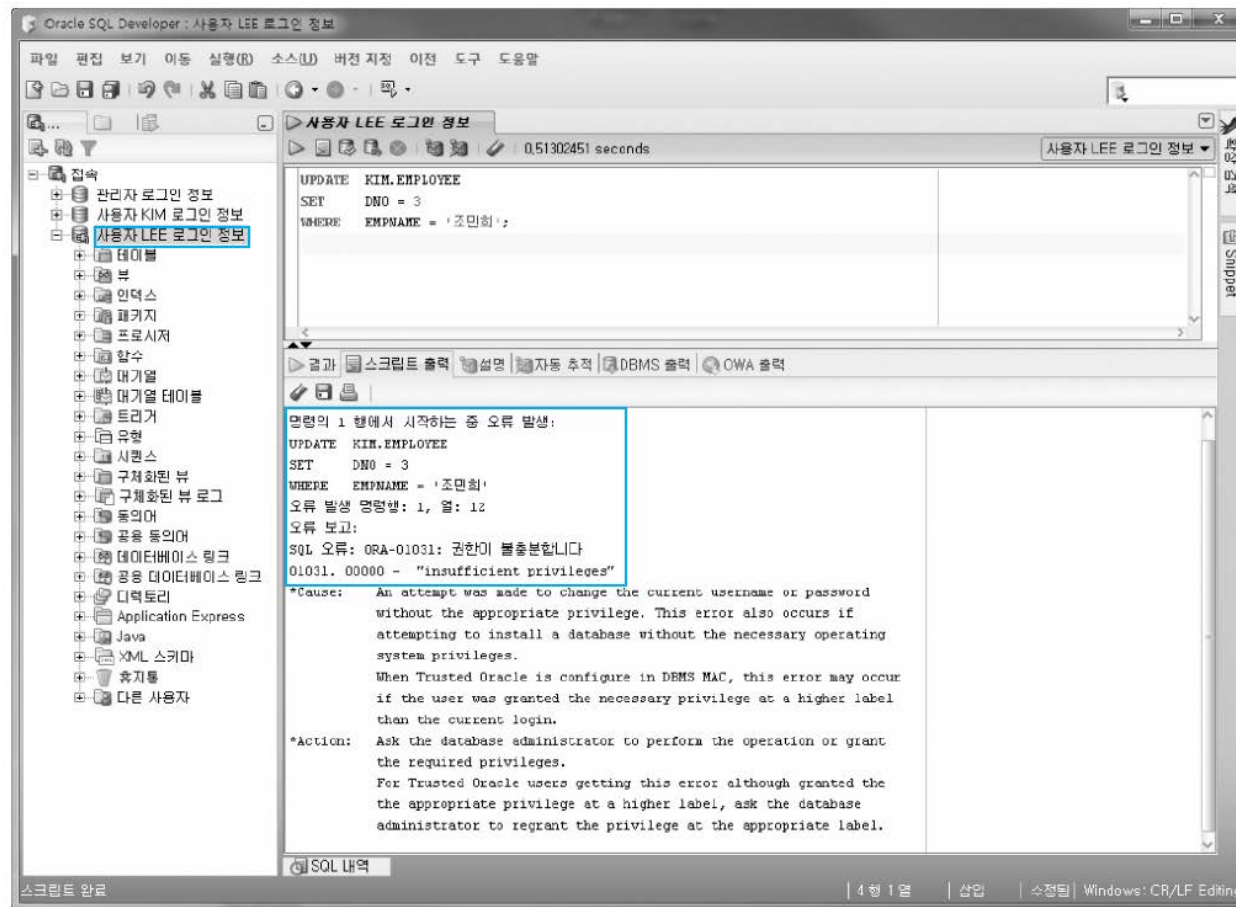 Oracle SQL Developer : 사용자 LEE 로그인 정보
파일 편집 보기 이동 실행(R) 소스(U) 버전 지정 이전 도구 도움말
사용자 LEE 로그인 정보
0,51302451 seconds
사용자 LEE 로그인 정보
접속
관리자 로그인 정보
사용자 KIM 로그인 정보
사용자 LEE 로그인 정보
테이블
뷰
인덱스
패키지
프로시저
함수
대기열
대기열 테이블
트리거
유형
시퀀스
구체화된 뷰
구체화된 뷰 로그
동의어
공용 동의어
데이터베이스 링크
공용 데이터베이스 링크
디렉토리
Application Express
Java
XML 스키마
휴지통
다른 사용자
UPDATE KIM.EMPLOYEE
SET DNO = 3
WHERE EMPNAME = '조민희';
Snippet
결과 스크립트 출력 설명 자동 추적 DBMS 출력 OWA 출력
명령의 1 행에서 시작하는 중 오류 발생:
UPDATE KIM.EMPLOYEE
SET DNO = 3
WHERE EMPNAME = '조민희'
오류 발생 명령행: 1, 열: 12
오류 보고:
SQL 오류: ORA-01031: 권한이 불충분합니다
01031. 00000 - "insufficient privileges"
*Cause: An attempt was made to change the current username or password
without the appropriate privilege. This error also occurs if
attempting to install a database without the necessary operating
system privileges.
When Trusted Oracle is configure in DBMS MAC, this error may occur
if the user was granted the necessary privilege at a higher label
than the current login.
*Action: Ask the database administrator to perform the operation or grant
the required privileges.
For Trusted Oracle users getting this error although granted the
the appropriate privilege at a higher label, ask the database
administrator to regrant the privilege at the appropriate label.
SQL 내역
스크립트 완료
4 행 1 열
삽입
수정됨
Windows: CR/LF Editing